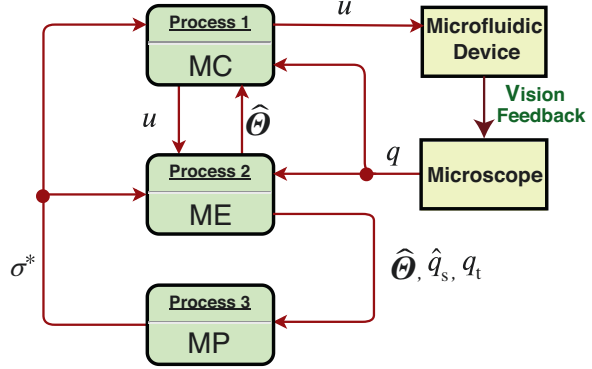 Process 1
MC
u
Microfluidic
Device
Vision
Feedback
u
Θ̂
Process 2
ME
q
Microscope
σ*
Θ̂, q̂ₛ, qₜ
Process 3
MP